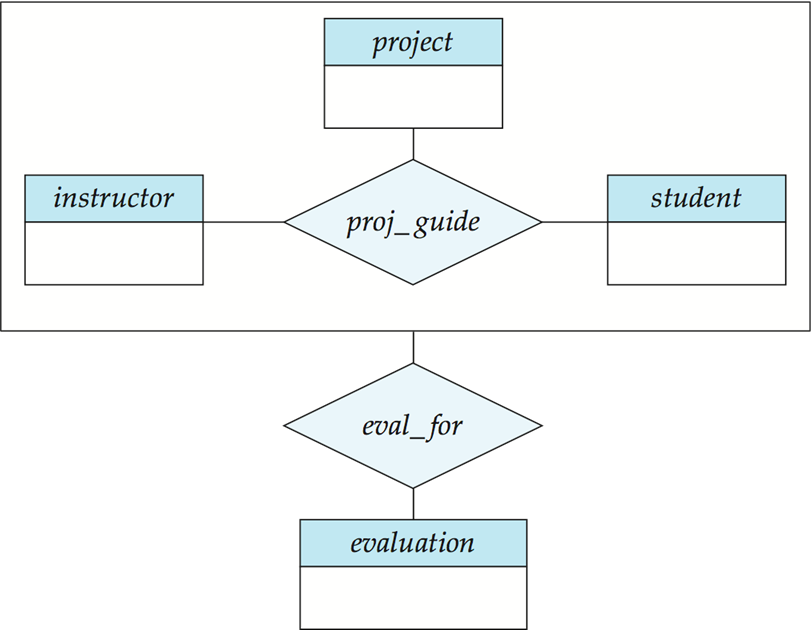 project
instructor
proj_guide
student
eval_for
evaluation